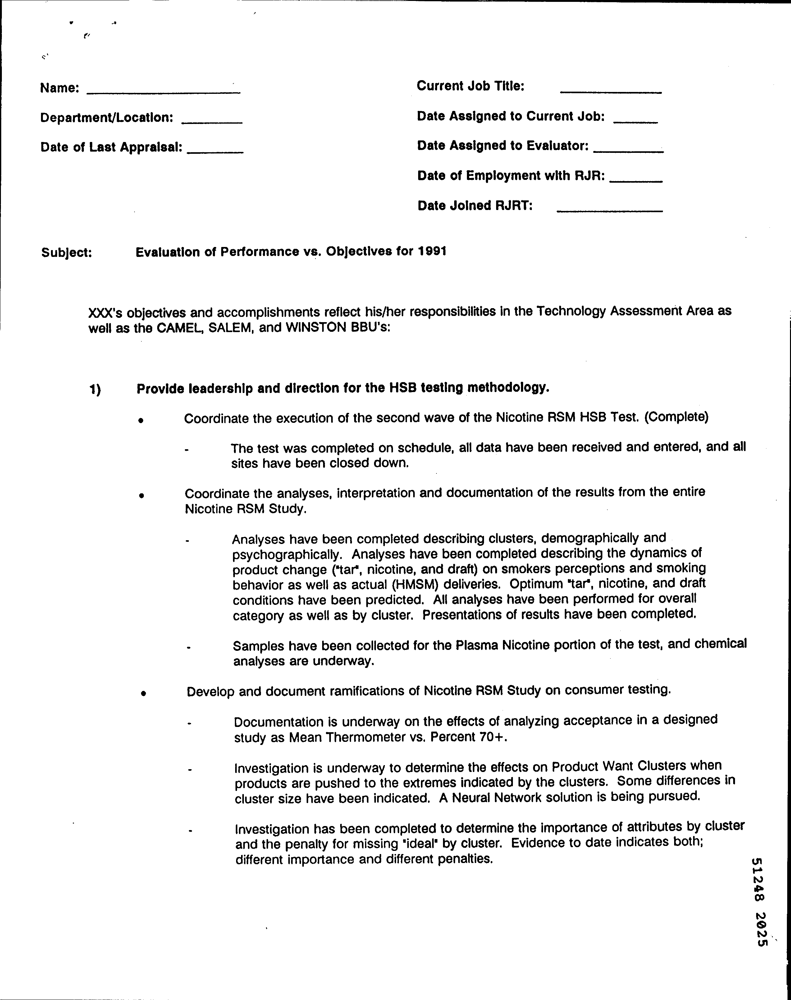 Name: ____________________
Current Job Title: ____________________
Department/Location: ____________________
Date Assigned to Current Job: ____________________
Date of Last Appraisal: ____________________
Date Assigned to Evaluator: ____________________
Date of Employment with RJR: ____________________
Date Joined RJRT: ____________________
Subject: Evaluation of Performance vs. Objectives for 1991
XXX's objectives and accomplishments reflect his/her responsibilities in the Technology Assessment Area as
well as the CAMEL, SALEM, and WINSTON BBU's:
1) Provide leadership and direction for the HSB testing methodology.
• Coordinate the execution of the second wave of the Nicotine RSM HSB Test. (Complete)
- The test was completed on schedule, all data have been received and entered, and all
sites have been closed down.
• Coordinate the analyses, interpretation and documentation of the results from the entire
Nicotine RSM Study.
- Analyses have been completed describing clusters, demographically and
psychographically. Analyses have been completed describing the dynamics of
product change ("tar", nicotine, and draft) on smokers perceptions and smoking
behavior as well as actual (HMSM) deliveries. Optimum "tar", nicotine, and draft
conditions have been predicted. All analyses have been performed for overall
category as well as by cluster. Presentations of results have been completed.
- Samples have been collected for the Plasma Nicotine portion of the test, and chemical
analyses are underway.
• Develop and document ramifications of Nicotine RSM Study on consumer testing.
- Documentation is underway on the effects of analyzing acceptance in a designed
study as Mean Thermometer vs. Percent 70+.
- Investigation is underway to determine the effects on Product Want Clusters when
products are pushed to the extremes indicated by the clusters. Some differences in
cluster size have been indicated. A Neural Network solution is being pursued.
- Investigation has been completed to determine the importance of attributes by cluster
and the penalty for missing "ideal" by cluster. Evidence to date indicates both;
different importance and different penalties.
51248 2025